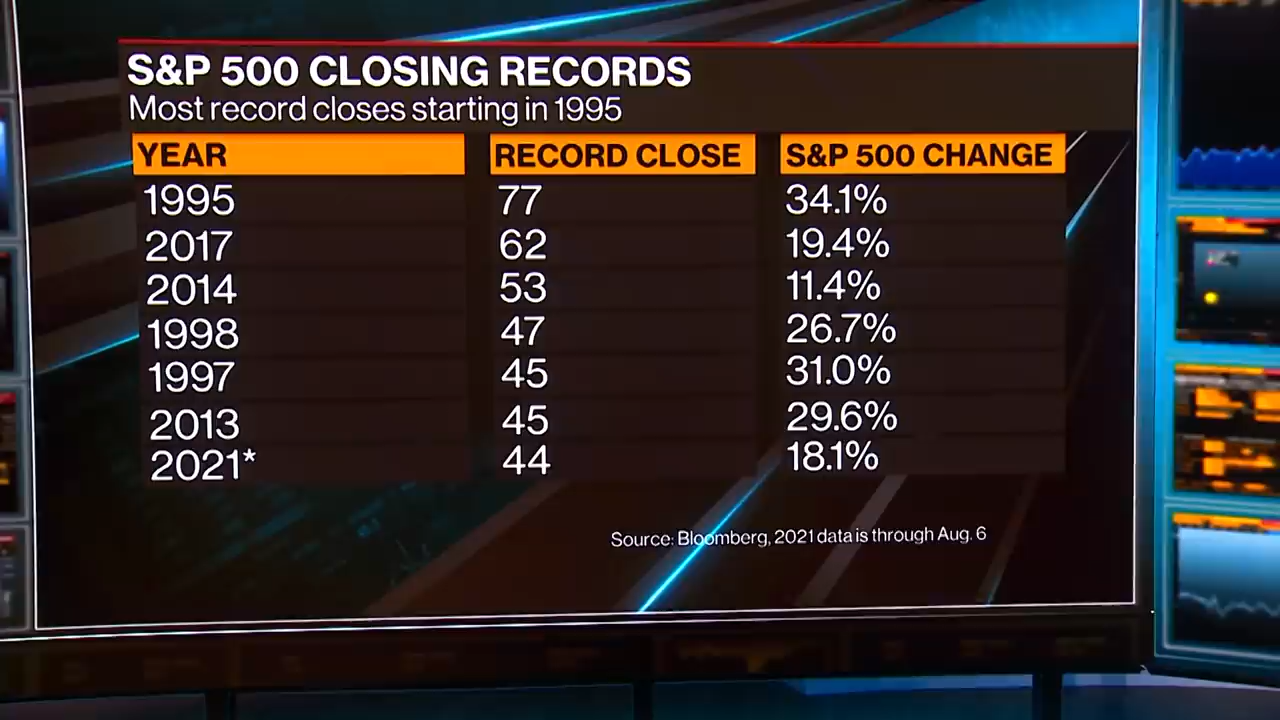 S&P 500 CLOSING RECORDS
Most record closes starting in 1995
YEAR RECORD CLOSE S&P 500 CHANGE
1995 77 34.1%
2017 62 19.4%
2014 53 11.4%
1998 47 26.7%
1997 45 31.0%
2013 45 29.6%
2021* 44 18.1%
Source: Bloomberg, 2021 data is through Aug. 6